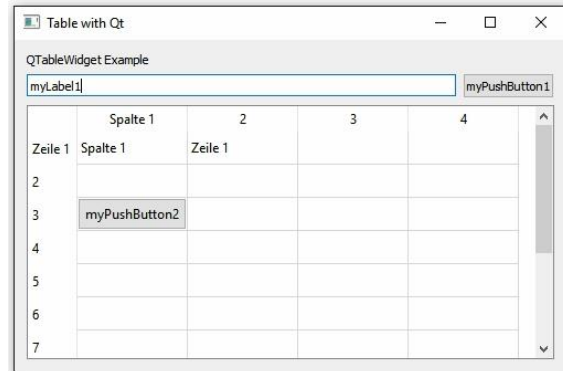 Table with Qt
QTableWidget Example
myLabel1 myPushButton1
Spalte 1 2 3 4
Zeile 1 Spalte 1 Zeile 1
2
3 myPushButton2
4
5
6
7